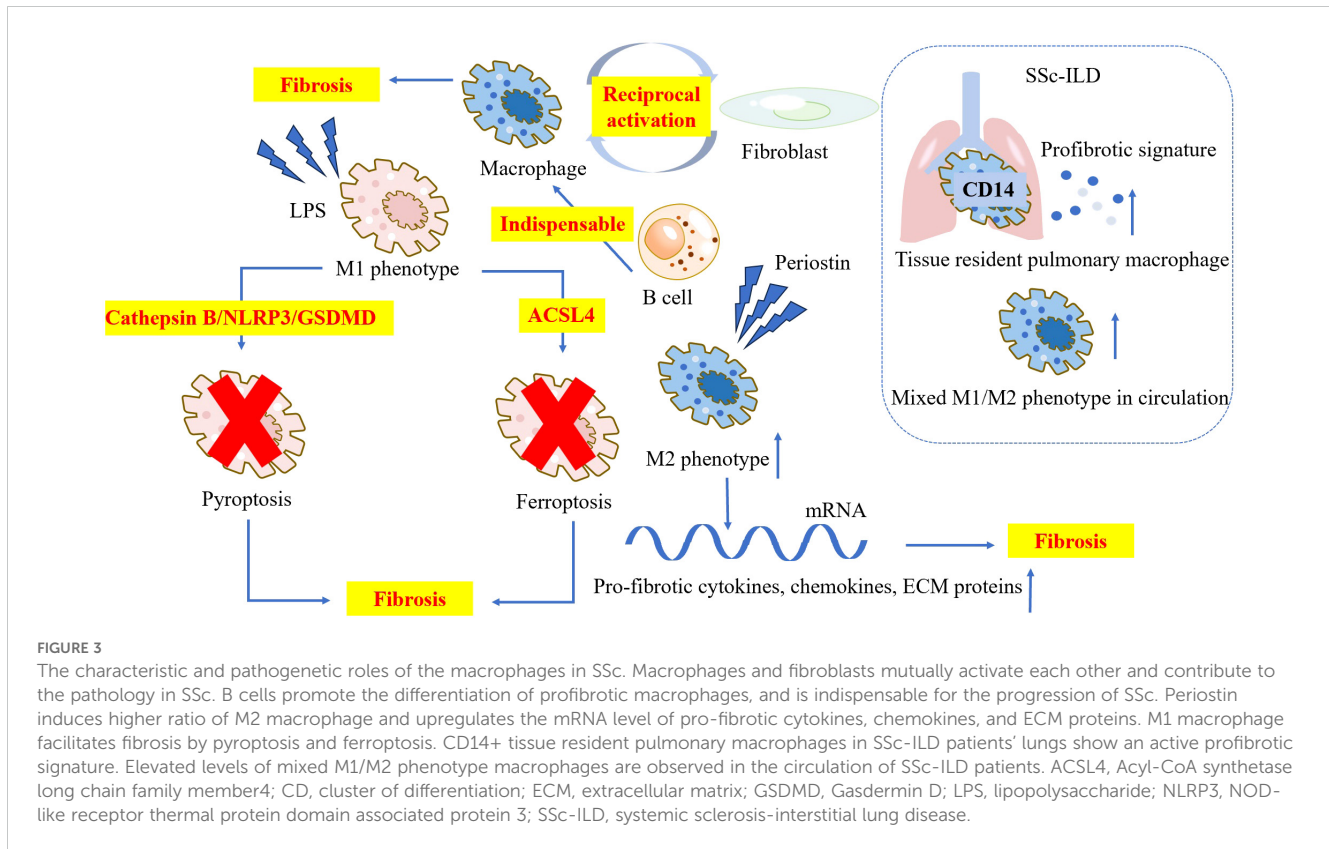 Fibrosis
Reciprocal
activation
Macrophage
Fibroblast
LPS
M1 phenotype
Indispensable
B cell
Periostin
Cathepsin B/NLRP3/GSDMD
ACSL4
Pyroptosis
Ferroptosis
Fibrosis
M2 phenotype
mRNA
Pro-fibrotic cytokines, chemokines, ECM proteins
Fibrosis
SSc-ILD
Profibrotic signature
CD14
Tissue resident pulmonary macrophage
Mixed M1/M2 phenotype in circulation
FIGURE 3
The characteristic and pathogenetic roles of the macrophages in SSc. Macrophages and fibroblasts mutually activate each other and contribute to
the pathology in SSc. B cells promote the differentiation of profibrotic macrophages, and is indispensable for the progression of SSc. Periostin
induces higher ratio of M2 macrophage and upregulates the mRNA level of pro-fibrotic cytokines, chemokines, and ECM proteins. M1 macrophage
facilitates fibrosis by pyroptosis and ferroptosis. CD14+ tissue resident pulmonary macrophages in SSc-ILD patients' lungs show an active profibrotic
signature. Elevated levels of mixed M1/M2 phenotype macrophages are observed in the circulation of SSc-ILD patients. ACSL4, Acyl-CoA synthetase
long chain family member4; CD, cluster of differentiation; ECM, extracellular matrix; GSDMD, Gasdermin D; LPS, lipopolysaccharide; NLRP3, NOD-
like receptor thermal protein domain associated protein 3; SSc-ILD, systemic sclerosis-interstitial lung disease.